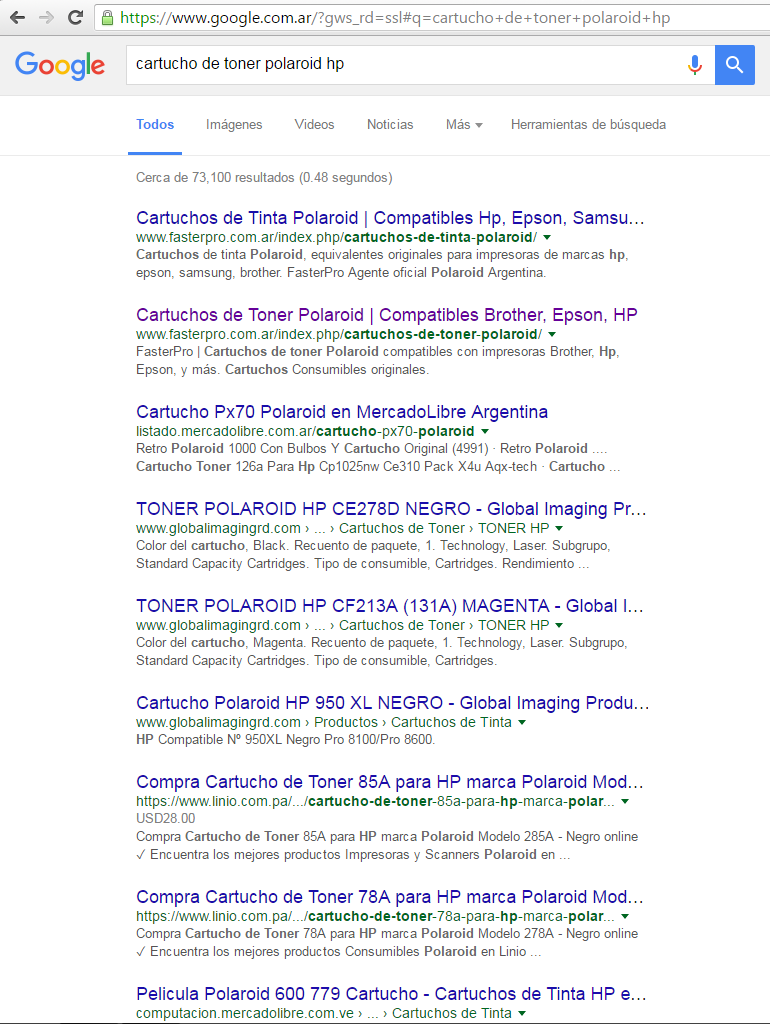 https://www.google.com.ar/?gws_rd=ssl#q=cartucho+de+toner+polaroid+hp
Google
cartucho de toner polaroid hp
Todos Imágenes Videos Noticias Más Herramientas de búsqueda
Cerca de 73,100 resultados (0.48 segundos)
Cartuchos de Tinta Polaroid | Compatibles Hp, Epson, Samsu...
www.fasterpro.com.ar/index.php/cartuchos-de-tinta-polaroid/
Cartuchos de tinta Polaroid, equivalentes originales para impresoras de marcas hp,
epson, samsung, brother. FasterPro Agente oficial Polaroid Argentina.
Cartuchos de Toner Polaroid | Compatibles Brother, Epson, HP
www.fasterpro.com.ar/index.php/cartuchos-de-toner-polaroid/
FasterPro | Cartuchos de toner Polaroid compatibles con impresoras Brother, Hp,
Epson, y más. Cartuchos Consumibles originales.
Cartucho Px70 Polaroid en MercadoLibre Argentina
listado.mercadolibre.com.ar/cartucho-px70-polaroid
Retro Polaroid 1000 Con Bulbos Y Cartucho Original (4991) · Retro Polaroid ....
Cartucho Toner 126a Para Hp Cp1025nw Ce310 Pack X4u Aqx-tech · Cartucho ...
TONER POLAROID HP CE278D NEGRO - Global Imaging Pr...
www.globalimagingrd.com › ... › Cartuchos de Toner › TONER HP
Color del cartucho, Black. Recuento de paquete, 1. Technology, Laser. Subgrupo,
Standard Capacity Cartridges. Tipo de consumible, Cartridges. Rendimiento ...
TONER POLAROID HP CF213A (131A) MAGENTA - Global I...
www.globalimagingrd.com › ... › Cartuchos de Toner › TONER HP
Color del cartucho, Magenta. Recuento de paquete, 1. Technology, Laser. Subgrupo,
Standard Capacity Cartridges. Tipo de consumible, Cartridges.
Cartucho Polaroid HP 950 XL NEGRO - Global Imaging Produ...
www.globalimagingrd.com › Productos › Cartuchos de Tinta
HP Compatible Nº 950XL Negro Pro 8100/Pro 8600.
Compra Cartucho de Toner 85A para HP marca Polaroid Mod...
https://www.linio.com.pa/.../cartucho-de-toner-85a-para-hp-marca-polar...
USD28.00
Compra Cartucho de Toner 85A para HP marca Polaroid Modelo 285A - Negro online
✓ Encuentra los mejores productos Impresoras y Scanners Polaroid en ...
Compra Cartucho de Toner 78A para HP marca Polaroid Mod...
https://www.linio.com.pa/.../cartucho-de-toner-78a-para-hp-marca-polar...
Compra Cartucho de Toner 78A para HP marca Polaroid Modelo 278A - Negro online
✓ Encuentra los mejores productos Consumibles Polaroid en Linio ...
Pelicula Polaroid 600 779 Cartucho - Cartuchos de Tinta HP e...
computacion.mercadolibre.com.ve › ... › Cartuchos de Tinta